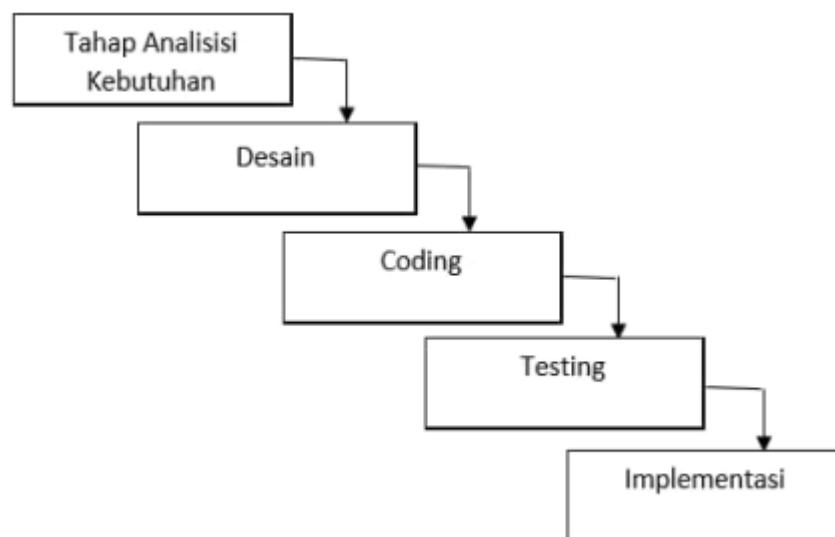 Tahap Analisisi
Kebutuhan
Desain
Coding
Testing
Implementasi